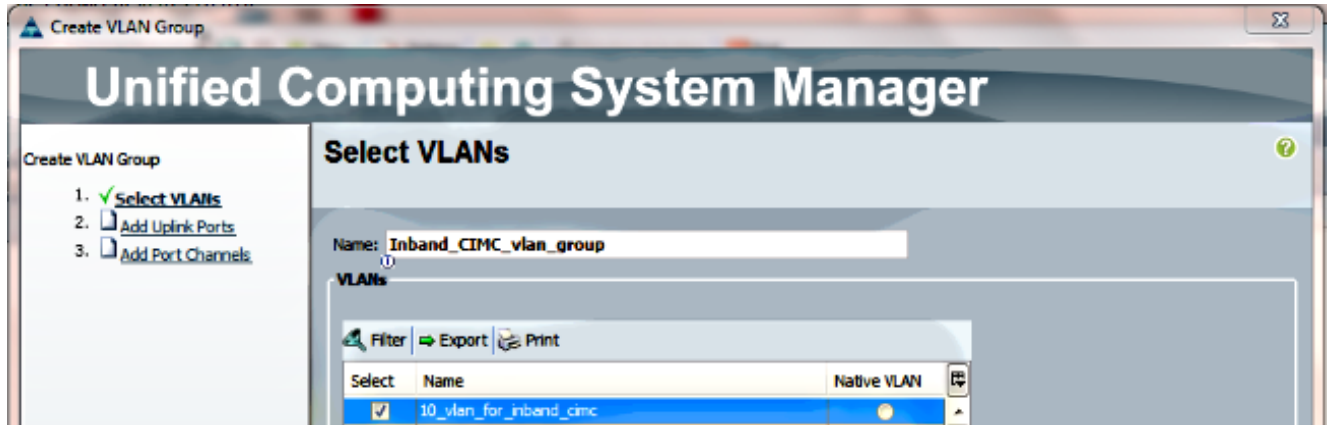 Create VLAN Group
Unified Computing System Manager
Create VLAN Group
1. Select VLANs
2. Add Uplink Ports
3. Add Port Channels
Select VLANs
Name: Inband_CIMC_vlan_group
VLANs
Filter Export Print
Select Name Native VLAN
10_vlan_for_inband_cimc